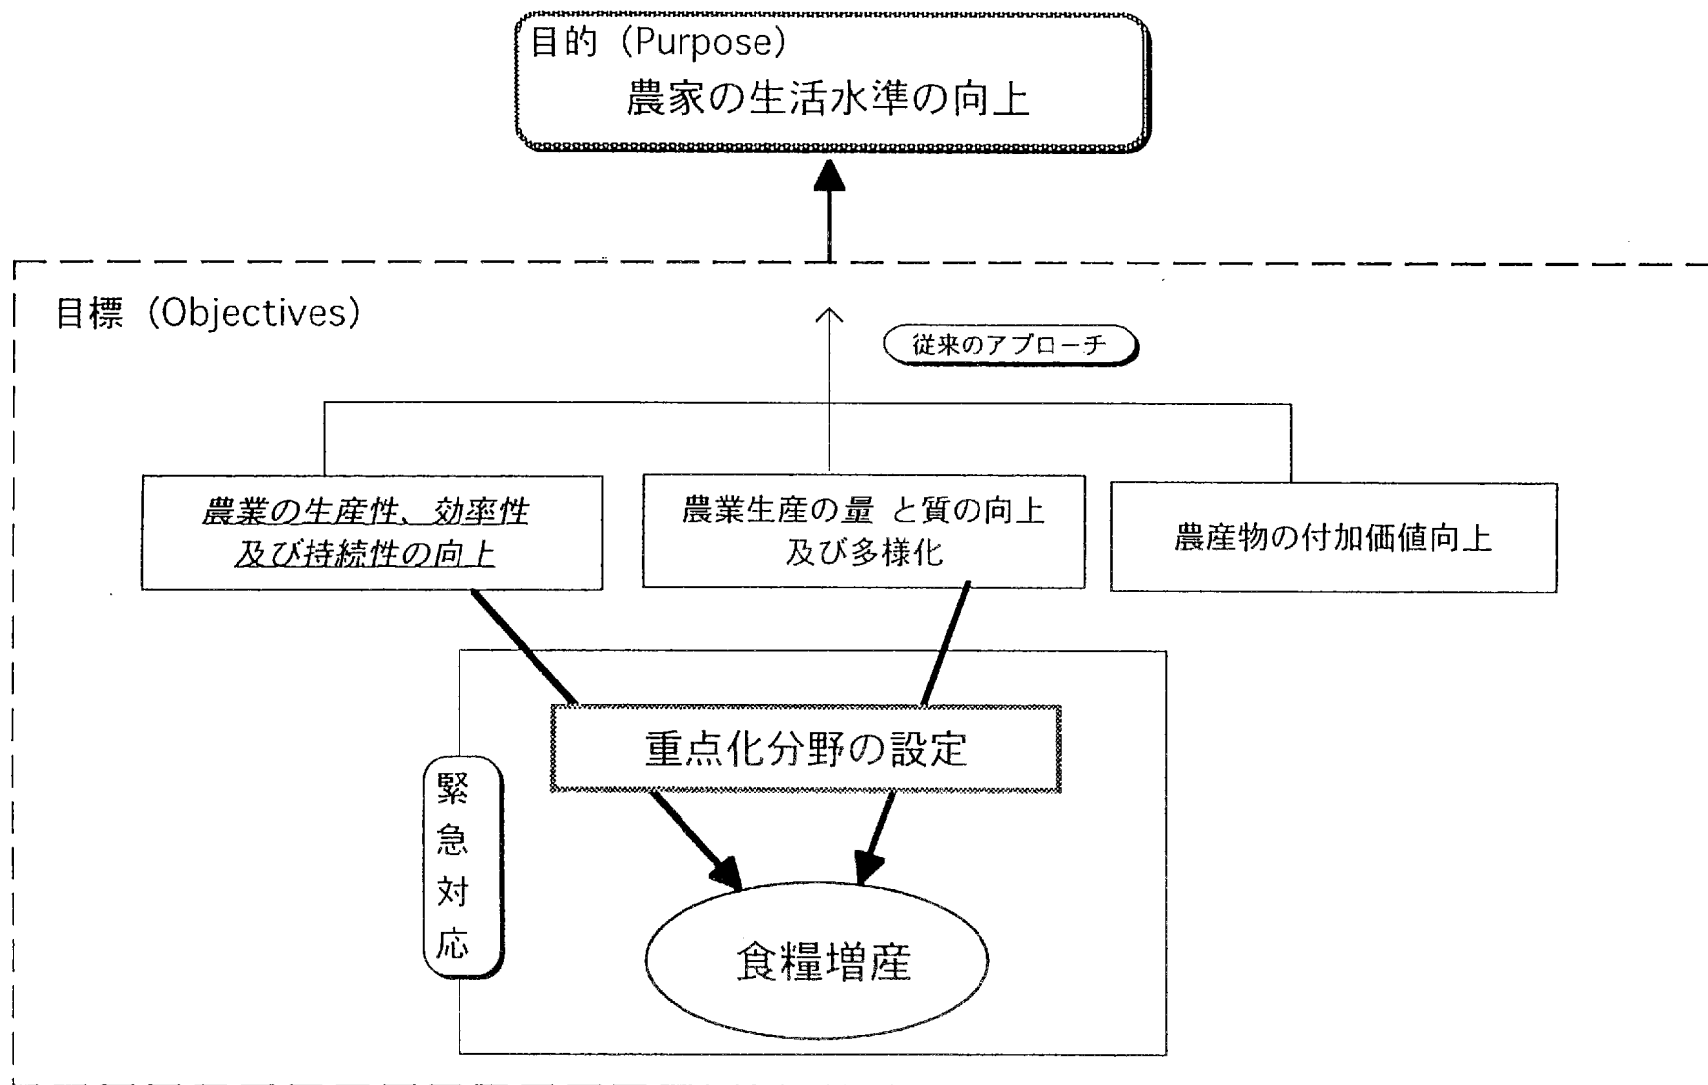 目的（Purpose）
農家の生活水準の向上
目標（Objectives）
従来のアプローチ
農業の生産性、効率性
及び持続性の向上
農業生産の量 と質の向上
及び多様化
農産物の付加価値向上
重点化分野の設定
緊急対応
食糧増産